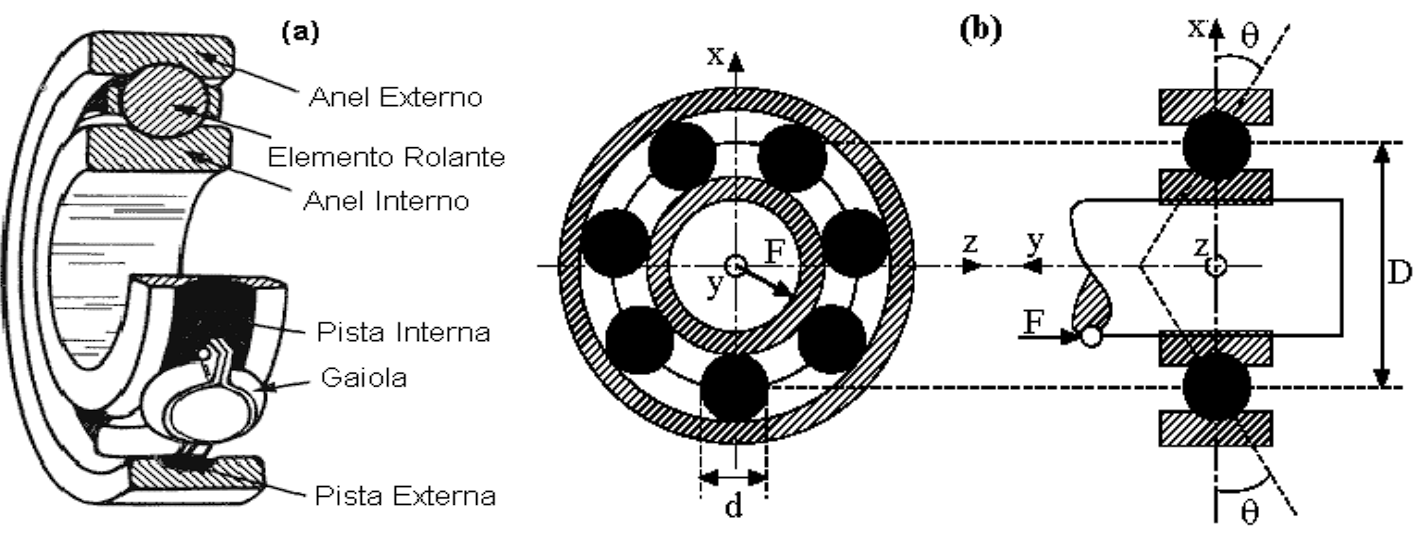 (a)
Anel Externo
Elemento Rolante
Anel Interno
Pista Interna
Gaiola
Pista Externa
(b)
x
F
y
d
x
θ
z
y
z
D
F
θ